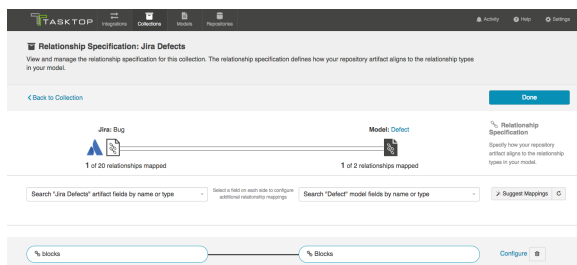 TASKTOP
Integrations
Collections
Models
Repositories
Activity
Help
Settings
Relationship Specification: Jira Defects
View and manage the relationship specification for this collection. The relationship specification defines how your repository artifact aligns to the relationship types
in your model.
Back to Collection
Done
Jira: Bug
Model: Defect
1 of 20 relationships mapped
1 of 2 relationships mapped
Relationship
Specification
Specify how your repository
artifact aligns to the relationship
types in your model.
Search "Jira Defects" artifact fields by name or type
Select a field on each side to configure
additional relationship mappings
Search "Defect" model fields by name or type
Suggest Mappings
blocks
Blocks
Configure